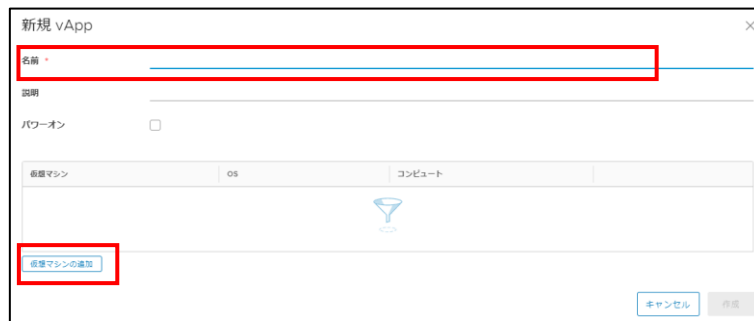 新規 vApp
名前 *
説明
パワーオン
仮想マシン OS コンピュート
仮想マシンの追加
キャンセル 作成